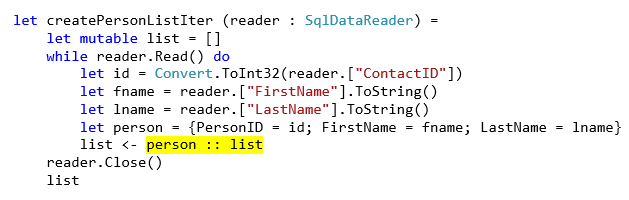 let createPersonListIter (reader : SqlDataReader) =
    let mutable list = []
    while reader.Read() do
        let id = Convert.ToInt32(reader.["ContactID"])
        let fname = reader.["FirstName"].ToString()
        let lname = reader.["LastName"].ToString()
        let person = {PersonID = id; FirstName = fname; LastName = lname}
        list <- person :: list
    reader.Close()
    list